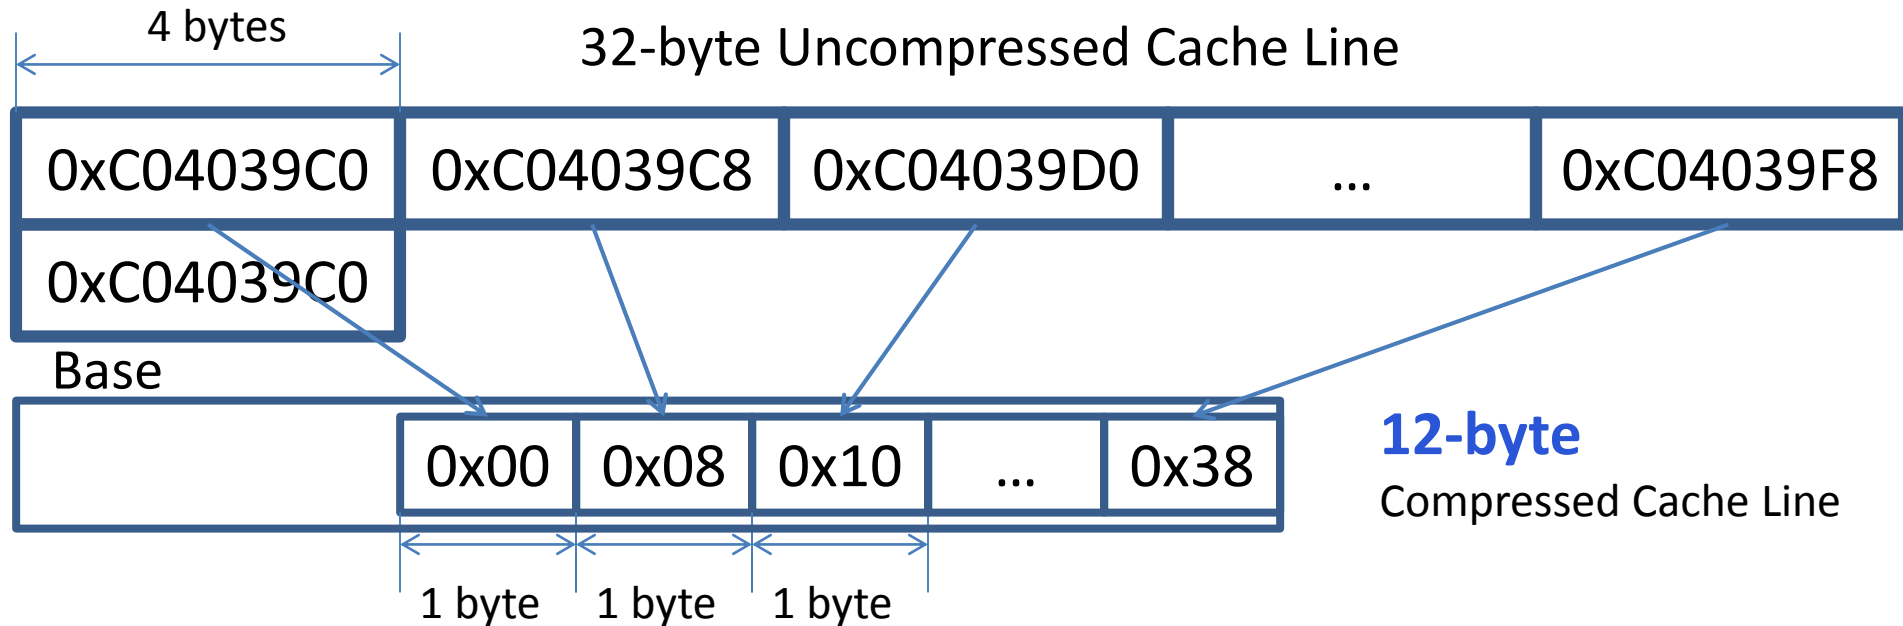 4 bytes
32-byte Uncompressed Cache Line
0xC04039C0 0xC04039C8 0xC04039D0 ... 0xC04039F8
0xC04039C0
Base
0x00 0x08 0x10 ... 0x38
12-byte
Compressed Cache Line
1 byte 1 byte 1 byte